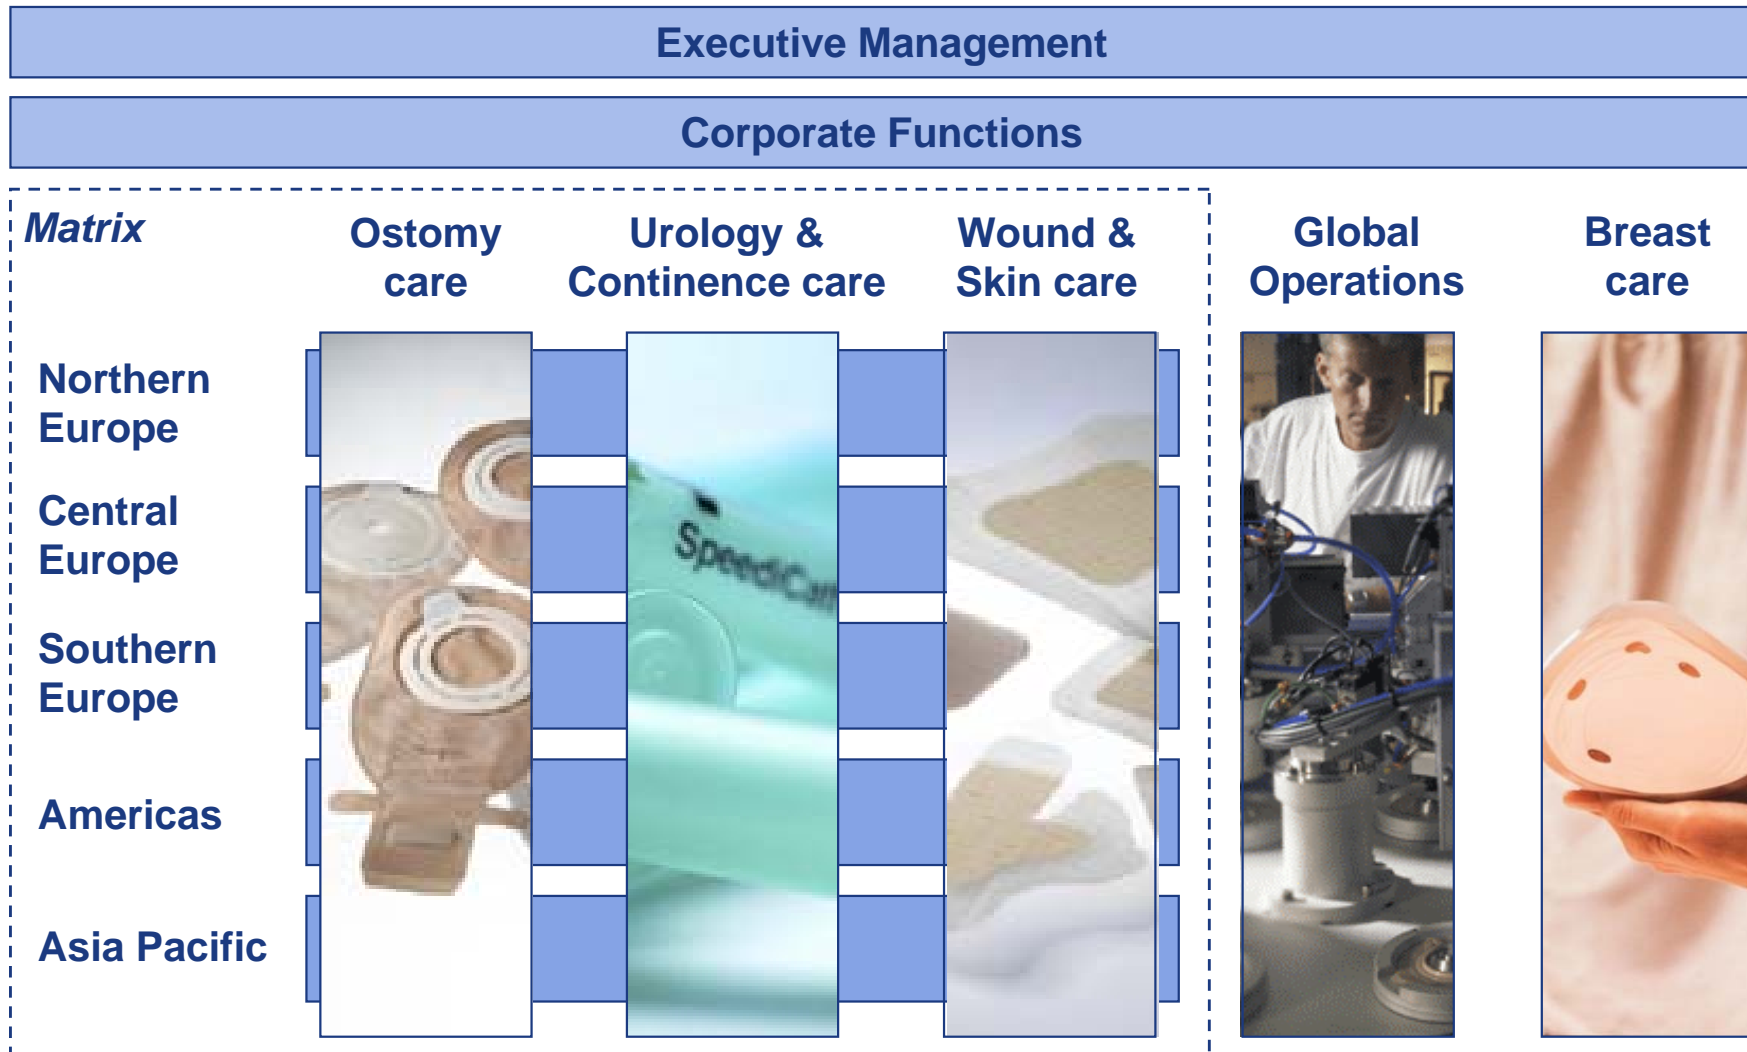 Executive Management
Corporate Functions
Matrix
Ostomy
care
Urology &
Continence care
Wound &
Skin care
Global
Operations
Breast
care
Northern
Europe
Central
Europe
Southern
Europe
Americas
Asia Pacific